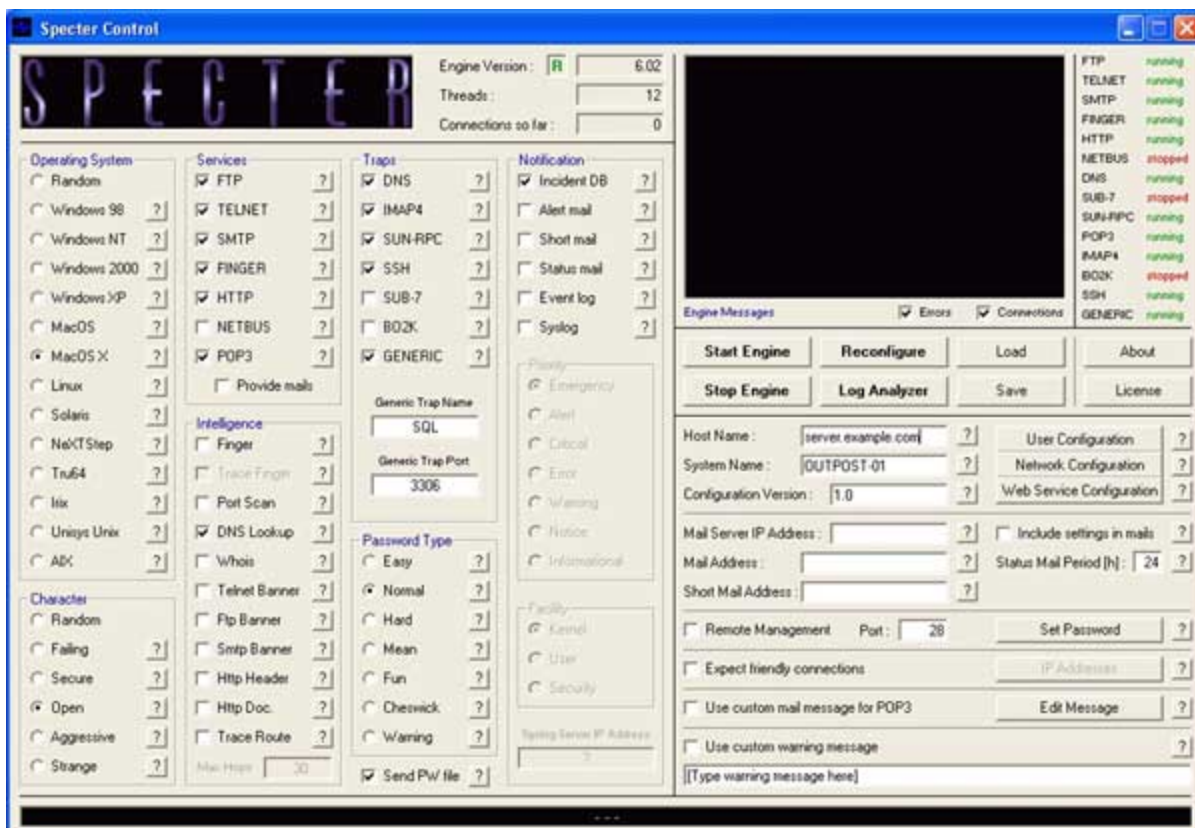 Specter Control
SPECTER
Engine Version : R 6.02
Threads : 12
Connections so far : 0
Operating System
Random
Windows 98 ?
Windows NT ?
Windows 2000 ?
Windows XP ?
MacOS ?
MacOS X ?
Linux ?
Solaris ?
NeXTStep ?
Tru64 ?
Irix ?
Unisys Unix ?
AIX ?
Character
Random
Failing ?
Secure ?
Open ?
Aggressive ?
Strange ?
Services
FTP ?
TELNET ?
SMTP ?
FINGER ?
HTTP ?
NETBUS ?
POP3 ?
Provide mails
Intelligence
Finger ?
Trace Finger ?
Port Scan ?
DNS Lookup ?
Whois ?
Telnet Banner ?
Ftp Banner ?
Smtp Banner ?
Http Header ?
Http Doc. ?
Trace Route ?
Max Hops 30
Traps
DNS ?
IMAP4 ?
SUN-RPC ?
SSH ?
SUB-7 ?
BO2K ?
GENERIC ?
Generic Trap Name
SQL
Generic Trap Port
3306
Password Type
Easy ?
Normal ?
Hard ?
Mean ?
Fun ?
Cheswick ?
Warning ?
Send PW file ?
Notification
Incident DB ?
Alert mail ?
Short mail ?
Status mail ?
Event log ?
Syslog ?
Priority
Emergency
Alert
Critical
Error
Warning
Notice
Informational
Facility
Kernel
User
Security
Syslog Server IP Address
?
Engine Messages
Errors
Connections
FTP running
TELNET running
SMTP running
FINGER running
HTTP running
NETBUS stopped
DNS running
SUB-7 stopped
SUN-RPC running
POP3 running
IMAP4 running
BO2K stopped
SSH running
GENERIC running
Start Engine
Reconfigure
Load
About
Stop Engine
Log Analyzer
Save
License
Host Name : server.example.com ?
User Configuration ?
System Name : OUTPOST-01 ?
Network Configuration ?
Configuration Version : 1.0 ?
Web Service Configuration ?
Mail Server IP Address : ?
Include settings in mails ?
Mail Address : ?
Status Mail Period [h] : 24 ?
Short Mail Address : ?
Remote Management Port : 28
Set Password ?
Expect friendly connections
IP Addresses ?
Use custom mail message for POP3
Edit Message ?
Use custom warning message ?
[Type warning message here]
- - -